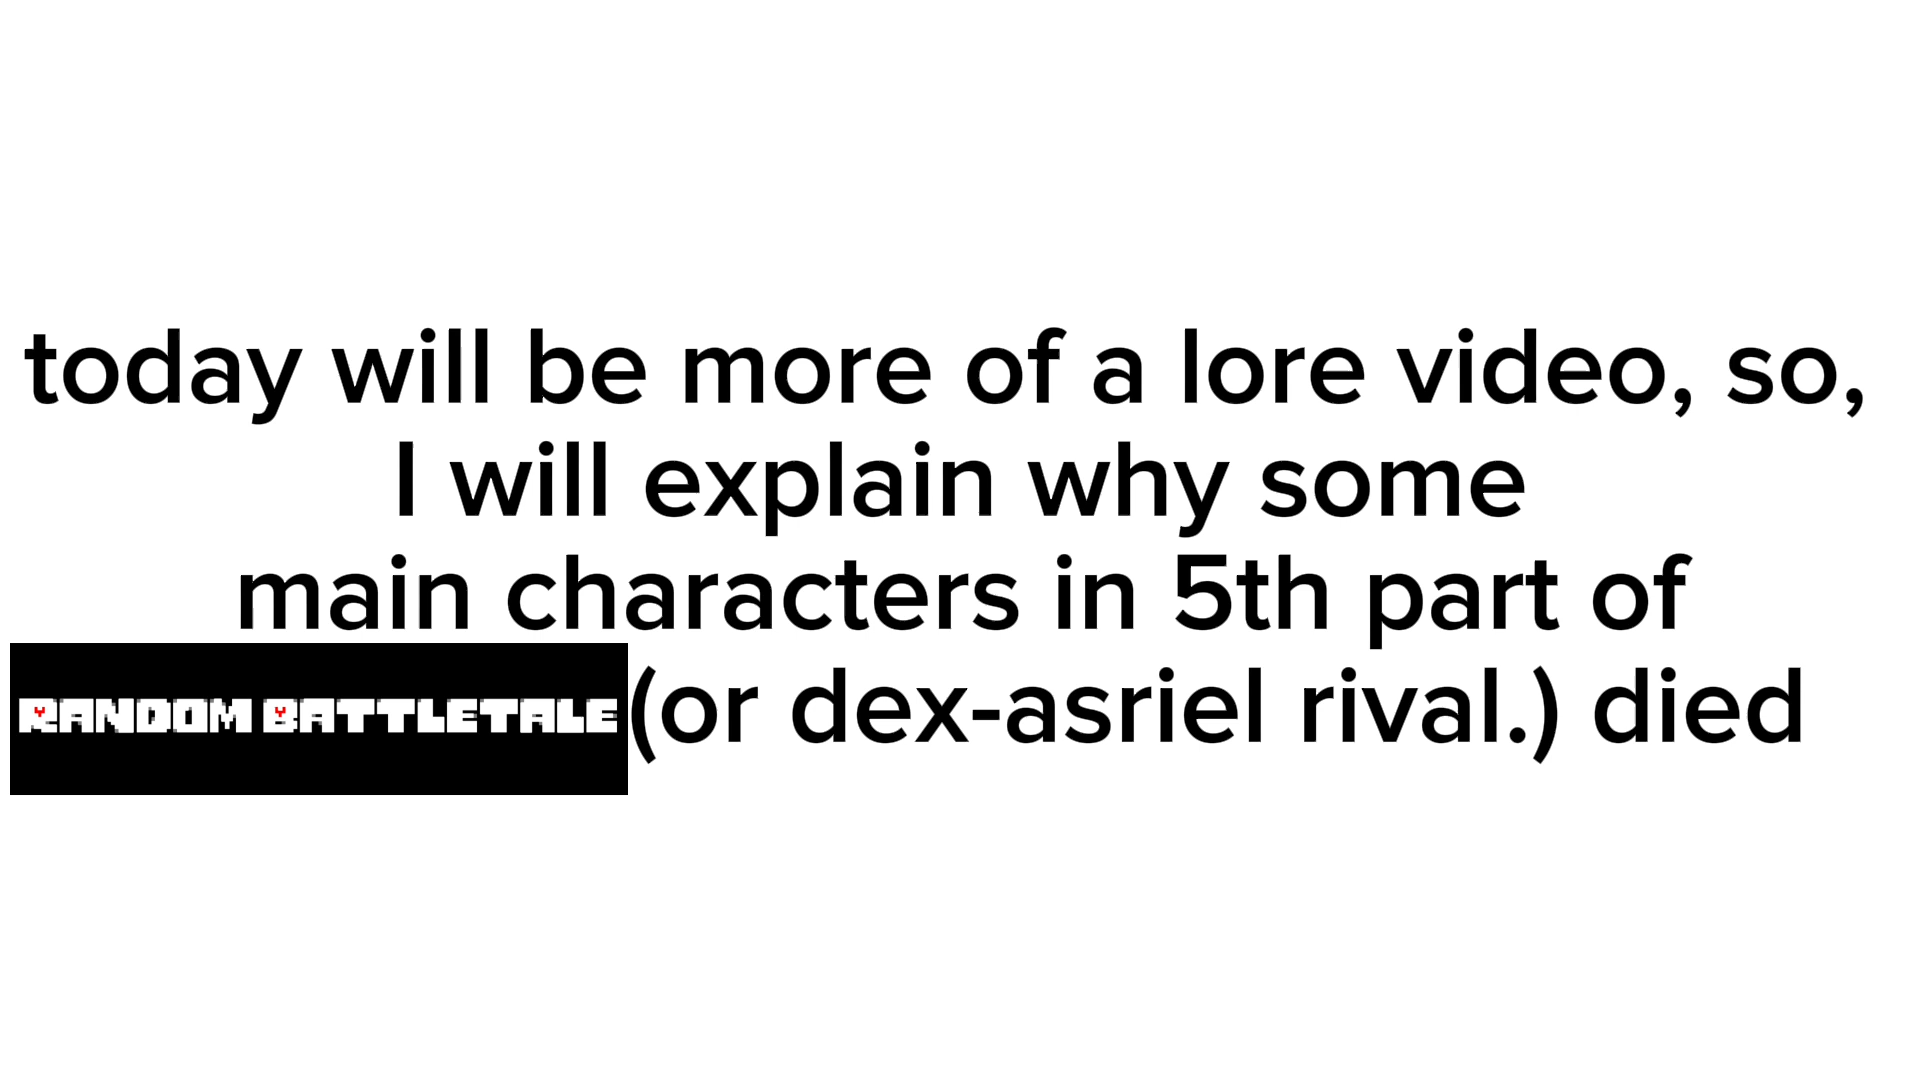 today will be more of a lore video, so,
I will explain why some
main characters in 5th part of
RANDOM BATTLETALE (or dex-asriel rival.) died